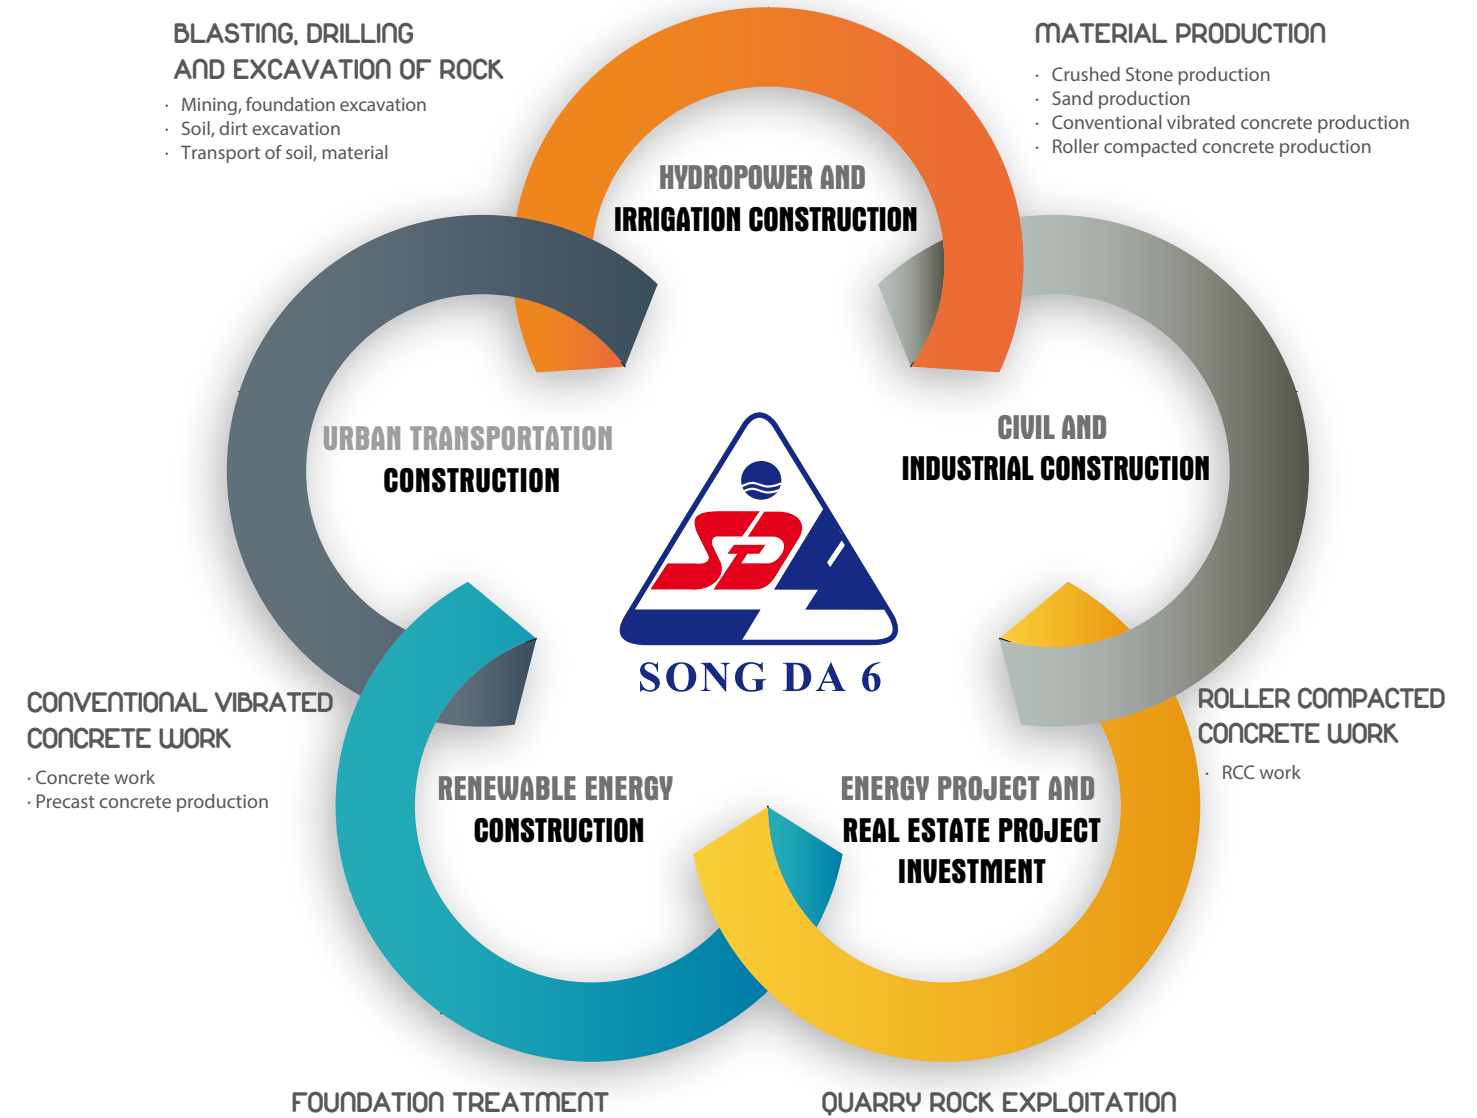 BLASTING, DRILLING
AND EXCAVATION OF ROCK
· Mining, foundation excavation
· Soil, dirt excavation
· Transport of soil, material
MATERIAL PRODUCTION
· Crushed Stone production
· Sand production
· Conventional vibrated concrete production
· Roller compacted concrete production
HYDROPOWER AND
IRRIGATION CONSTRUCTION
URBAN TRANSPORTATION
CONSTRUCTION
CIVIL AND
INDUSTRIAL CONSTRUCTION
SD
SONG DA 6
CONVENTIONAL VIBRATED
CONCRETE WORK
· Concrete work
· Precast concrete production
ROLLER COMPACTED
CONCRETE WORK
· RCC work
RENEWABLE ENERGY
CONSTRUCTION
ENERGY PROJECT AND
REAL ESTATE PROJECT
INVESTMENT
FOUNDATION TREATMENT
QUARRY ROCK EXPLOITATION